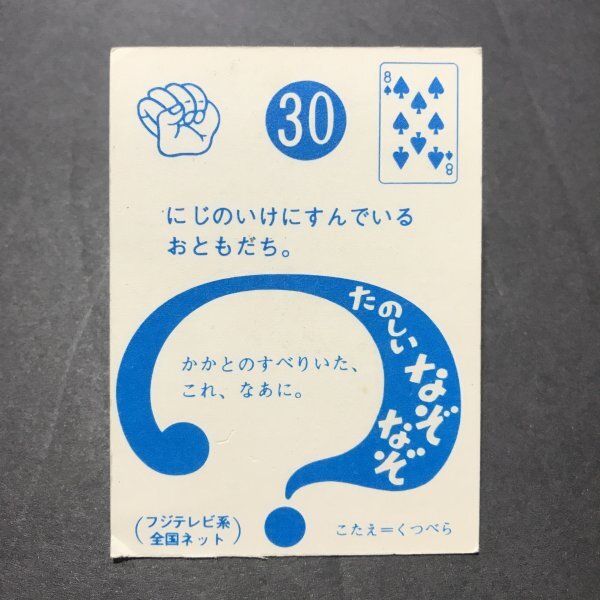 30
8
8
にじのいけにすんでいる
おともだち。
たのしい なぞなぞ
かかとのすべりいた、
これ、なあに。
(フジテレビ系
全国ネット)
こたえ=くつべら